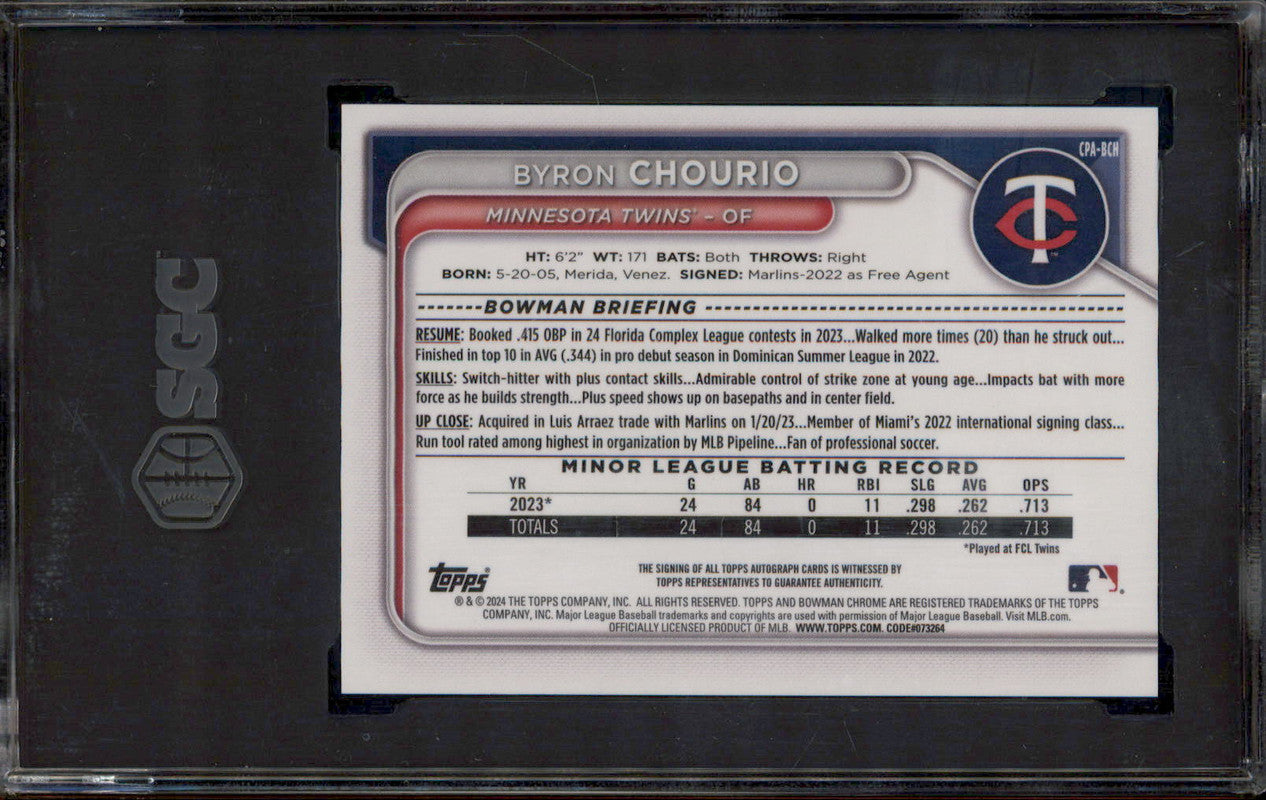 SGC
CPA-BCH
BYRON CHOURIO
MINNESOTA TWINS - OF
TC
HT: 6'2" WT: 171 BATS: Both THROWS: Right
BORN: 5-20-05, Merida, Venez. SIGNED: Marlins-2022 as Free Agent
BOWMAN BRIEFING
RESUME: Booked .415 OBP in 24 Florida Complex League contests in 2023...Walked more times (20) than he struck out...
Finished in top 10 in AVG (.344) in pro debut season in Dominican Summer League in 2022.
SKILLS: Switch-hitter with plus contact skills...Admirable control of strike zone at young age...Impacts bat with more
force as he builds strength...Plus speed shows up on basepaths and in center field.
UP CLOSE: Acquired in Luis Arraez trade with Marlins on 1/20/23...Member of Miami's 2022 international signing class...
Run tool rated among highest in organization by MLB Pipeline...Fan of professional soccer.
MINOR LEAGUE BATTING RECORD
YR G AB HR RBI SLG AVG OPS
2023* 24 84 0 11 .298 .262 .713
TOTALS 24 84 0 11 .298 .262 .713
*Played at FCL Twins
Topps®
THE SIGNING OF ALL TOPPS AUTOGRAPH CARDS IS WITNESSED BY
TOPPS REPRESENTATIVES TO GUARANTEE AUTHENTICITY.
® & © 2024 THE TOPPS COMPANY, INC. ALL RIGHTS RESERVED. TOPPS AND BOWMAN CHROME ARE REGISTERED TRADEMARKS OF THE TOPPS
COMPANY, INC. Major League Baseball trademarks and copyrights are used with permission of Major League Baseball. Visit MLB.com.
OFFICIALLY LICENSED PRODUCT OF MLB. WWW.TOPPS.COM. CODE#073264